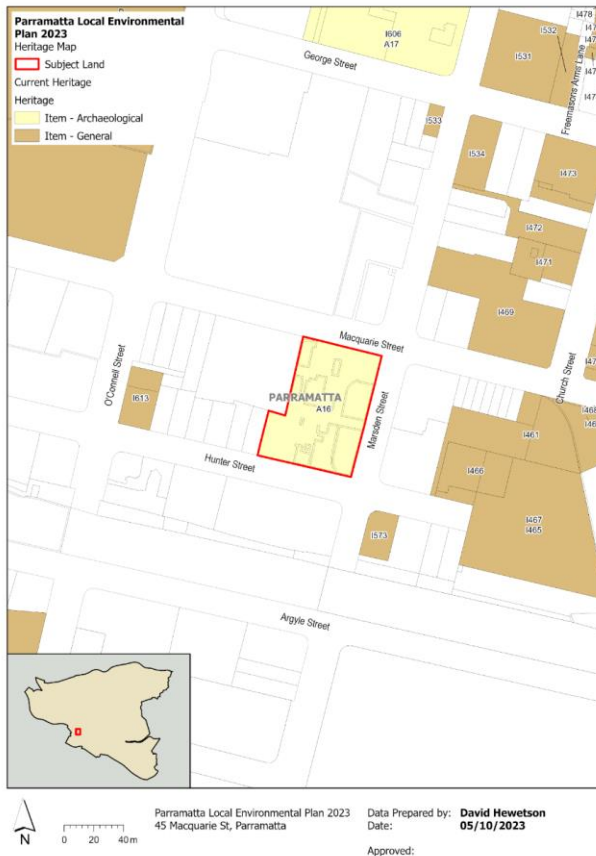 Parramatta Local Environmental
Plan 2023
Heritage Map
Subject Land
Current Heritage
Heritage
Item - Archaeological
Item - General
I606
A17
George Street
I533
I534
I531
I532
I478
Freemasons Arms Lane
I473
I472
I471
I469
Macquarie Street
O'Connell Street
PARRAMATTA
A16
Marsden Street
Church Street
I613
Hunter Street
I461
I466
I467
I465
I573
Argyle Street
N
0 20 40 m
Parramatta Local Environmental Plan 2023
45 Macquarie St, Parramatta
Data Prepared by: David Hewetson
Date: 05/10/2023
Approved: